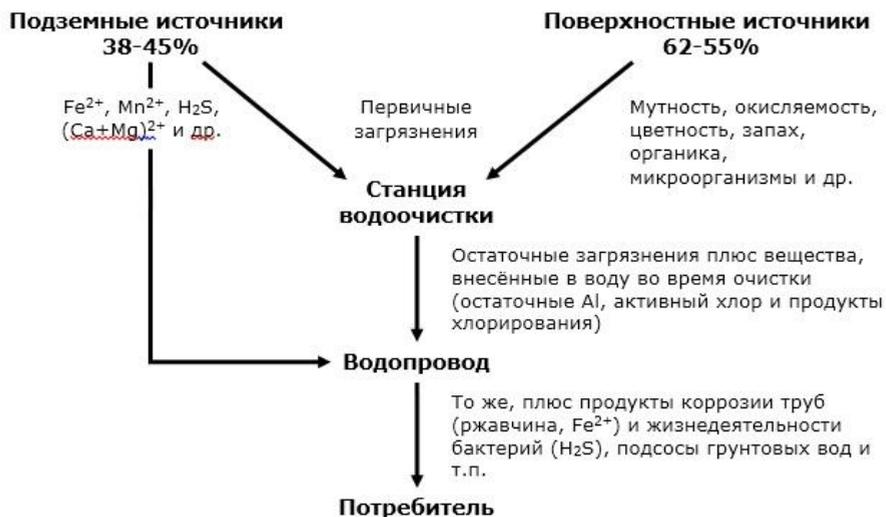 Подземные источники
38-45%
Поверхностные источники
62-55%
Fe²⁺, Mn²⁺, H₂S,
(Ca+Mg)²⁺ и др.
Первичные
загрязнения
Мутность, окисляемость,
цветность, запах,
органика,
микроорганизмы и др.
Станция
водоочистки
Остаточные загрязнения плюс вещества,
внесённые в воду во время очистки
(остаточные Al, активный хлор и продукты
хлорирования)
Водопровод
То же, плюс продукты коррозии труб
(ржавчина, Fe²⁺) и жизнедеятельности
бактерий (H₂S), подсосы грунтовых вод и
т.п.
Потребитель